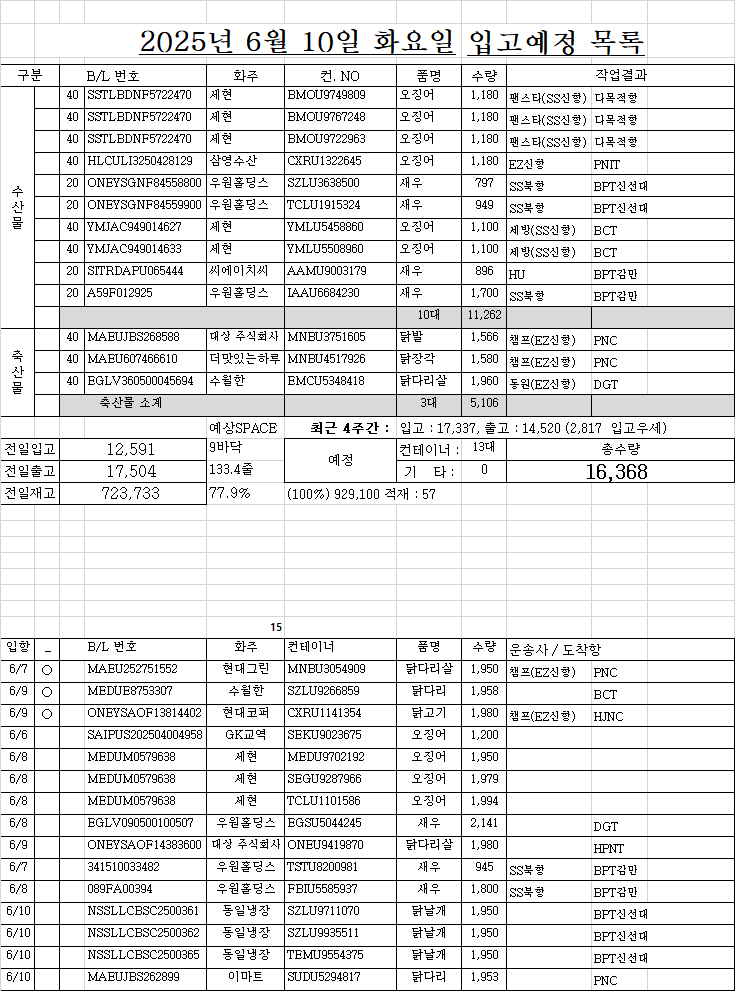 2025년 6월 10일 화요일 입고예정 목록
구분 B/L 번호 화주 컨. NO 품명 수량 작업결과
수산물
40 SSTLBDNF5722470 세현 BMOU9749809 오징어 1,180 팬스타(SS신항) 다목적항
40 SSTLBDNF5722470 세현 BMOU9767248 오징어 1,180 팬스타(SS신항) 다목적항
40 SSTLBDNF5722470 세현 BMOU9722963 오징어 1,180 팬스타(SS신항) 다목적항
40 HLCULI3250428129 삼영수산 CXRU1322645 오징어 1,180 EZ신항 PNIT
20 ONEYSGNF84558800 우원홀딩스 SZLU3638500 새우 797 SS북항 BPT신선대
20 ONEYSGNF84559900 우원홀딩스 TCLU1915324 새우 949 SS북항 BPT신선대
40 YMJAC949014627 세현 YMLU5458860 오징어 1,100 세방(SS신항) BCT
40 YMJAC949014633 세현 YMLU5508960 오징어 1,100 세방(SS신항) BCT
20 SITRDAPU065444 씨에이치씨 AAMU9003179 새우 896 HU BPT감만
20 A59F012925 우원홀딩스 IAAU6684230 새우 1,700 SS북항 BPT감만
10대 11,262
축산물
40 MAEUJBS268588 대상 주식회사 MNBU3751605 닭발 1,566 캠프(EZ신항) PNC
40 MAEU607466610 더맛있는하루 MNBU4517926 닭장각 1,580 캠프(EZ신항) PNC
40 EGLV360500045694 수월한 EMCU5348418 닭다리살 1,960 동원(EZ신항) DGT
축산물 소계 3대 5,106
예상SPACE 최근 4주간 : 입고 : 17,337, 출고 : 14,520 (2,817 입고우세)
전일입고 12,591 9바닥 예정 컨테이너 : 13대 총수량
전일출고 17,504 133.4줄 기 타 : 0 16,368
전일재고 723,733 77.9% (100%) 929,100 적재 : 57
15
입항 _ B/L 번호 화주 컨테이너 품명 수량 운송사 / 도착항
6/7 ○ MAEU252751552 현대그린 MNBU3054909 닭다리살 1,950 캠프(EZ신항) PNC
6/9 ○ MEDUE8753307 수월한 SZLU9266859 닭다리 1,958 BCT
6/9 ○ ONEYSAOF13814402 현대코퍼 CXRU1141354 닭고기 1,980 캠프(EZ신항) HJNC
6/6 SAIPUS202504004958 GK교역 SEKU9023675 오징어 1,200
6/8 MEDUM0579638 세현 MEDU9702192 오징어 1,950
6/8 MEDUM0579638 세현 SEGU9287966 오징어 1,979
6/8 MEDUM0579638 세현 TCLU1101586 오징어 1,994
6/8 EGLV090500100507 우원홀딩스 EGSU5044245 새우 2,141 DGT
6/9 ONEYSAOF14383600 대상 주식회사 ONEU9419870 닭다리살 1,980 HPNT
6/7 341510033482 우원홀딩스 TSTU8200981 새우 945 SS북항 BPT감만
6/8 089FA00394 우원홀딩스 FBIU5585937 새우 1,800 SS북항 BPT감만
6/10 NSSLLCBSC2500361 동일냉장 SZLU9711070 닭날개 1,950 BPT신선대
6/10 NSSLLCBSC2500362 동일냉장 SZLU9935511 닭날개 1,950 BPT신선대
6/10 NSSLLCBSC2500365 동일냉장 TEMU9554375 닭날개 1,950 BPT신선대
6/10 MAEUJBS262899 이마트 SUDU5294817 닭다리 1,953 PNC